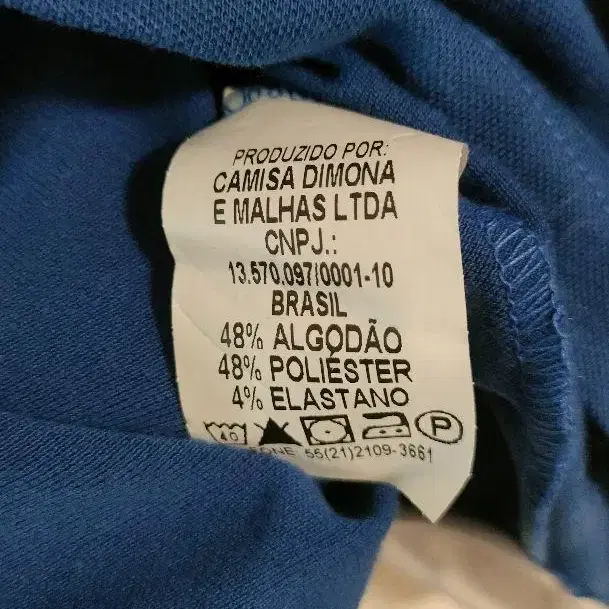 PRODUZIDO POR:
CAMISA DIMONA
E MALHAS LTDA
CNPJ.:
13.570.097/0001-10
BRASIL
48% ALGODÃO
48% POLIÉSTER
4% ELASTANO
40 P
55(21)2109-3661